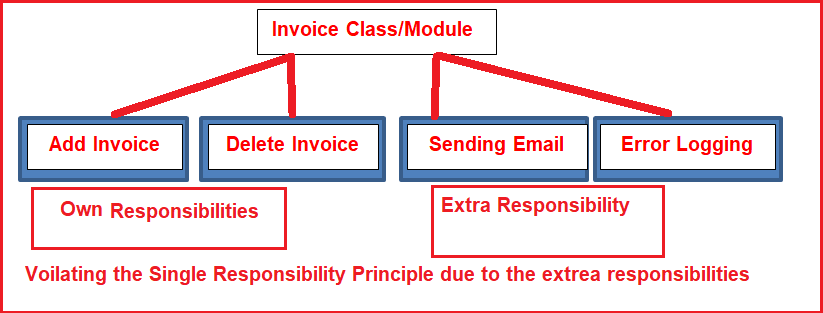 Invoice Class/Module
Add Invoice
Delete Invoice
Sending Email
Error Logging
Own Responsibilities
Extra Responsibility
Voilating the Single Responsibility Principle due to the extrea responsibilities